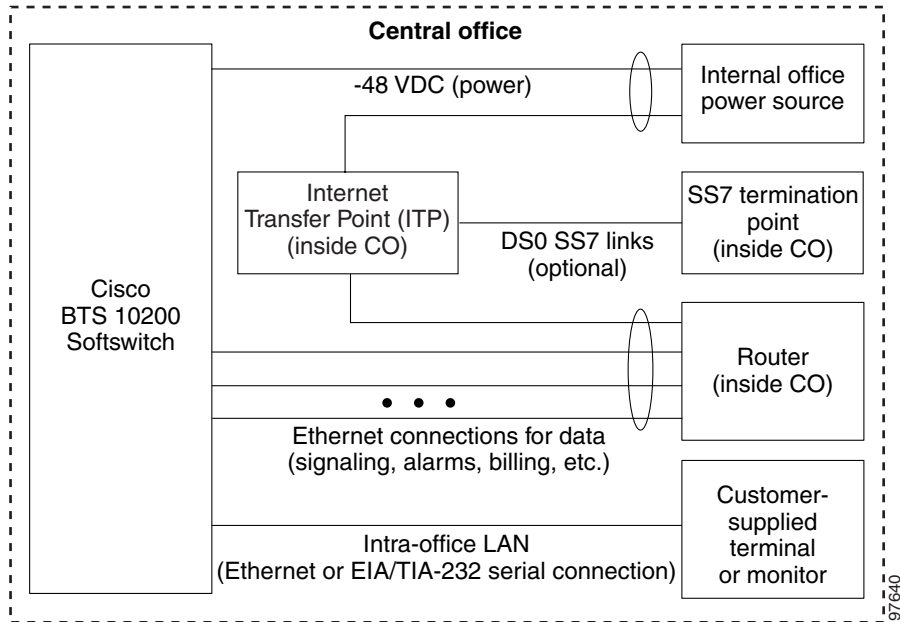 Central office
-48 VDC (power)
Internal office
power source
Internet
Transfer Point (ITP)
(inside CO)
SS7 termination
point
(inside CO)
DS0 SS7 links
(optional)
Cisco
BTS 10200
Softswitch
Router
(inside CO)
Ethernet connections for data
(signaling, alarms, billing, etc.)
Customer-
supplied
terminal
or monitor
Intra-office LAN
(Ethernet or EIA/TIA-232 serial connection)
97640